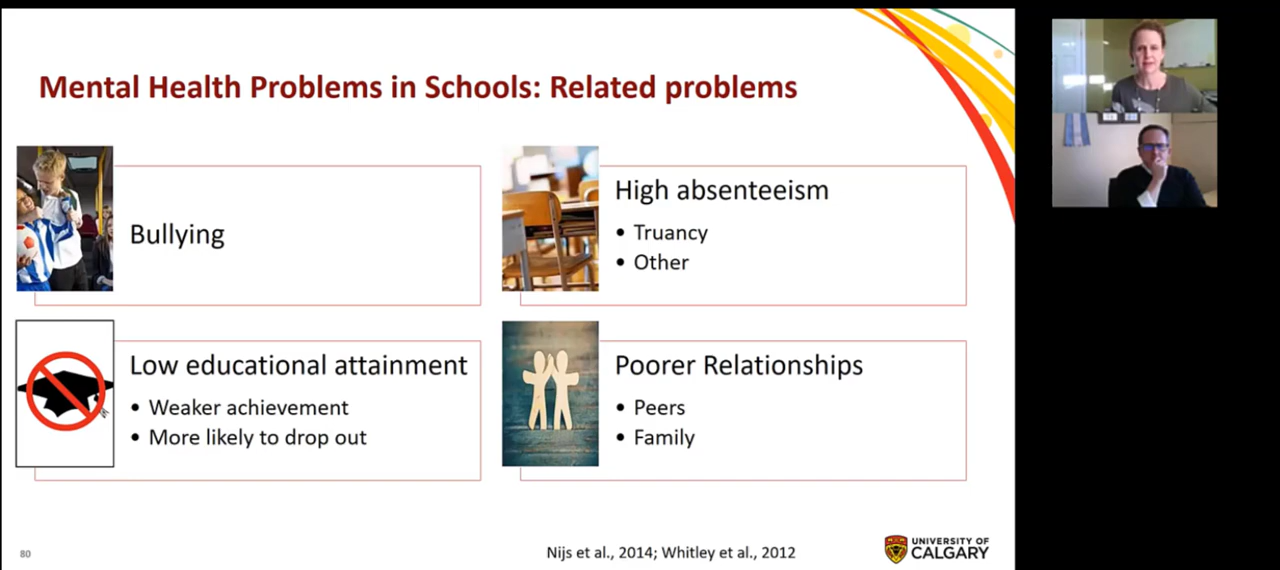 Mental Health Problems in Schools: Related problems
Bullying
High absenteeism
• Truancy
• Other
Low educational attainment
• Weaker achievement
• More likely to drop out
Poorer Relationships
• Peers
• Family
80
Nijs et al., 2014; Whitley et al., 2012
UNIVERSITY OF
CALGARY